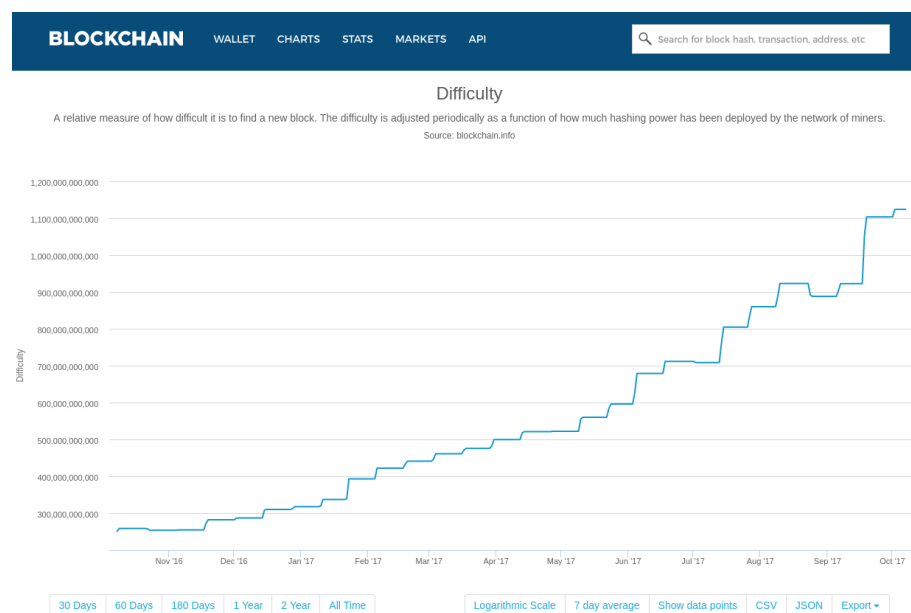 BLOCKCHAIN WALLET CHARTS STATS MARKETS API Search for block hash, transaction, address, etc
Difficulty
A relative measure of how difficult it is to find a new block. The difficulty is adjusted periodically as a function of how much hashing power has been deployed by the network of miners.
Source: blockchain.info
1,200,000,000,000
1,100,000,000,000
1,000,000,000,000
900,000,000,000
800,000,000,000
700,000,000,000
600,000,000,000
500,000,000,000
400,000,000,000
300,000,000,000
Difficulty
Nov '16 Dec '16 Jan '17 Feb '17 Mar '17 Apr '17 May '17 Jun '17 Jul '17 Aug '17 Sep '17 Oct '17
30 Days 60 Days 180 Days 1 Year 2 Year All Time Logarithmic Scale 7 day average Show data points CSV JSON Export